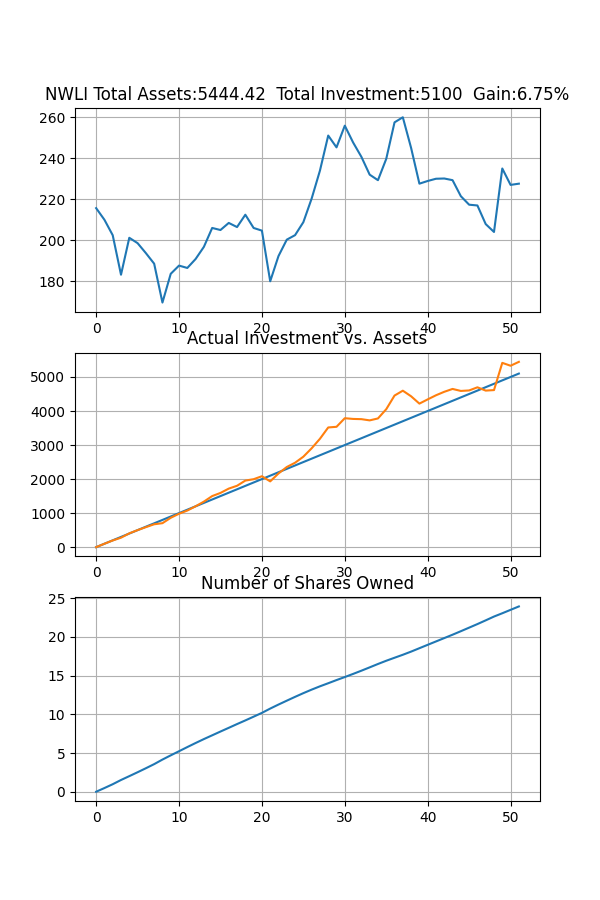 NWLI Total Assets:5444.42  Total Investment:5100  Gain:6.75%
260
240
220
200
180
0 10 20 30 40 50
Actual Investment vs. Assets
5000
4000
3000
2000
1000
0
0 10 20 30 40 50
Number of Shares Owned
25
20
15
10
5
0
0 10 20 30 40 50